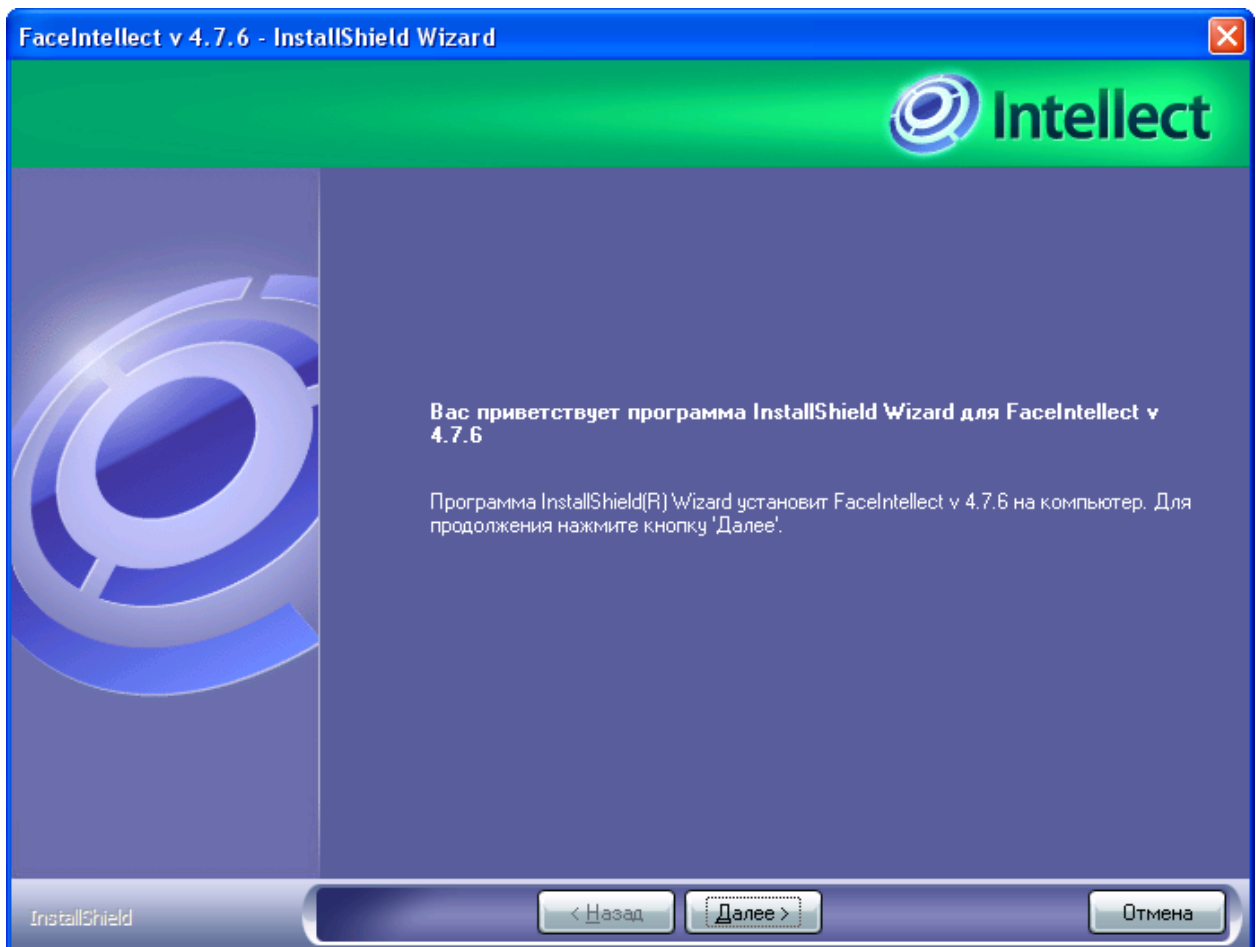 FaceIntellect v 4.7.6 - InstallShield Wizard
Intellect
Вас приветствует программа InstallShield Wizard для FaceIntellect v
4.7.6
Программа InstallShield(R) Wizard установит FaceIntellect v 4.7.6 на компьютер. Для
продолжения нажмите кнопку 'Далее'.
InstallShield
< Назад
Далее >
Отмена